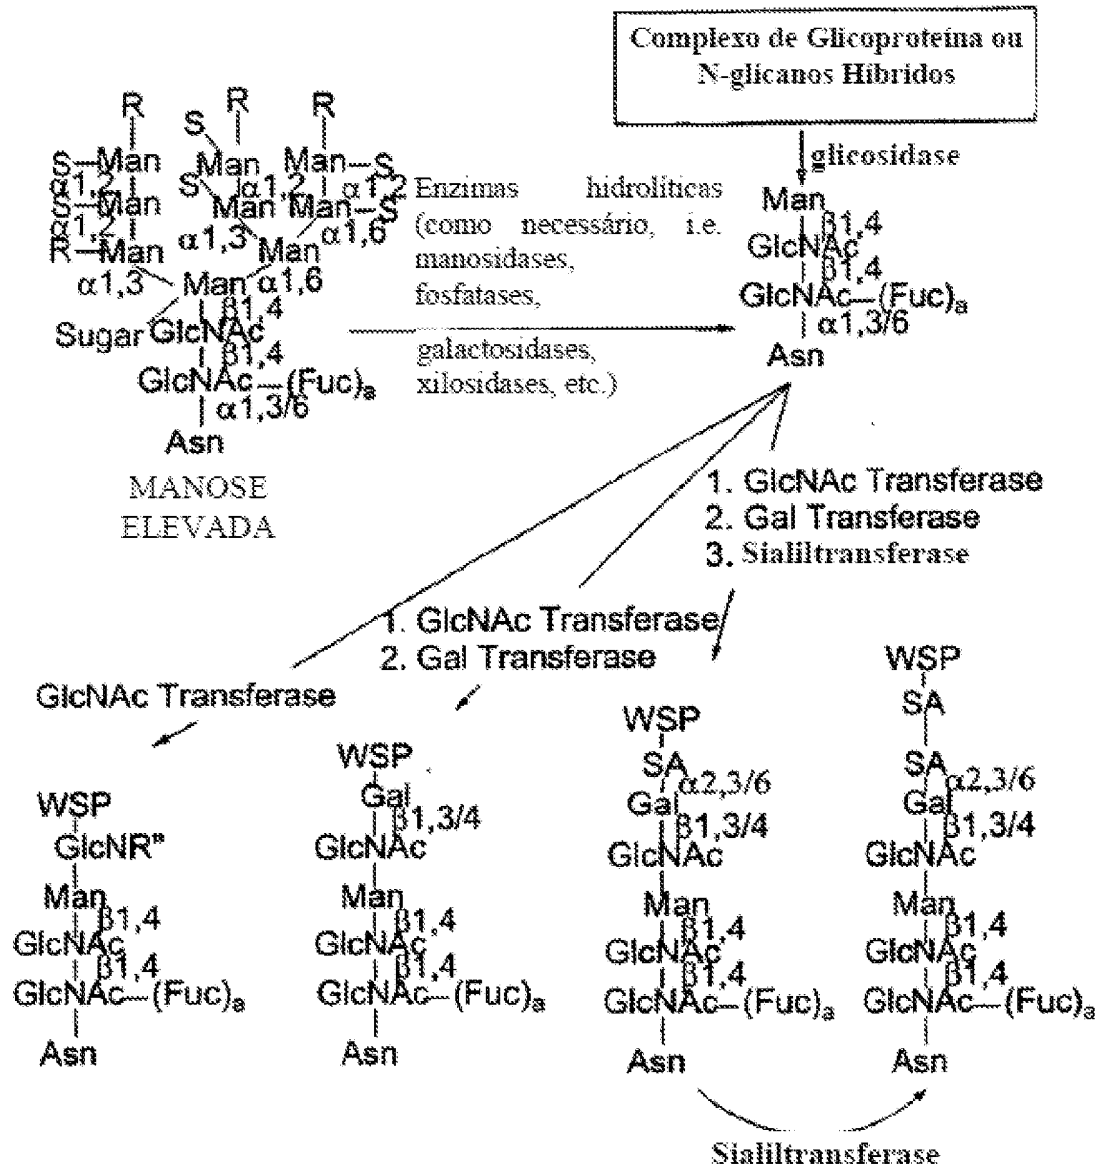 Complexo de Glicoproteína ou
N-glicanos Híbridos
glicosidase
R
S R R
S–Man Man Man–S
α1,2 S α1,2 α1,2
S–Man Man Man–S
α1,2 α1,3 α1,6
R–Man Man
α1,3 Man α1,6
β1,4
Sugar GlcNAc
β1,4
GlcNAc–(Fuc)a
α1,3/6
Asn
MANOSE
ELEVADA
Enzimas hidrolíticas
(como necessário, i.e.
manosidases,
fosfatases,
galactosidases,
xilosidases, etc.)
Man
β1,4
GlcNAc
β1,4
GlcNAc–(Fuc)a
α1,3/6
Asn
1. GlcNAc Transferase
2. Gal Transferase
3. Sialiltransferase
1. GlcNAc Transferase
2. Gal Transferase
GlcNAc Transferase
WSP
GlcNR"
Man
β1,4
GlcNAc
β1,4
GlcNAc–(Fuc)a
Asn
WSP
Gal
β1,3/4
GlcNAc
Man
β1,4
GlcNAc
β1,4
GlcNAc–(Fuc)a
Asn
WSP
SA
α2,3/6
Gal
β1,3/4
GlcNAc
Man
β1,4
GlcNAc
β1,4
GlcNAc–(Fuc)a
Asn
WSP
SA
SA
α2,3/6
Gal
β1,3/4
GlcNAc
Man
β1,4
GlcNAc
β1,4
GlcNAc–(Fuc)a
Asn
Sialiltransferase